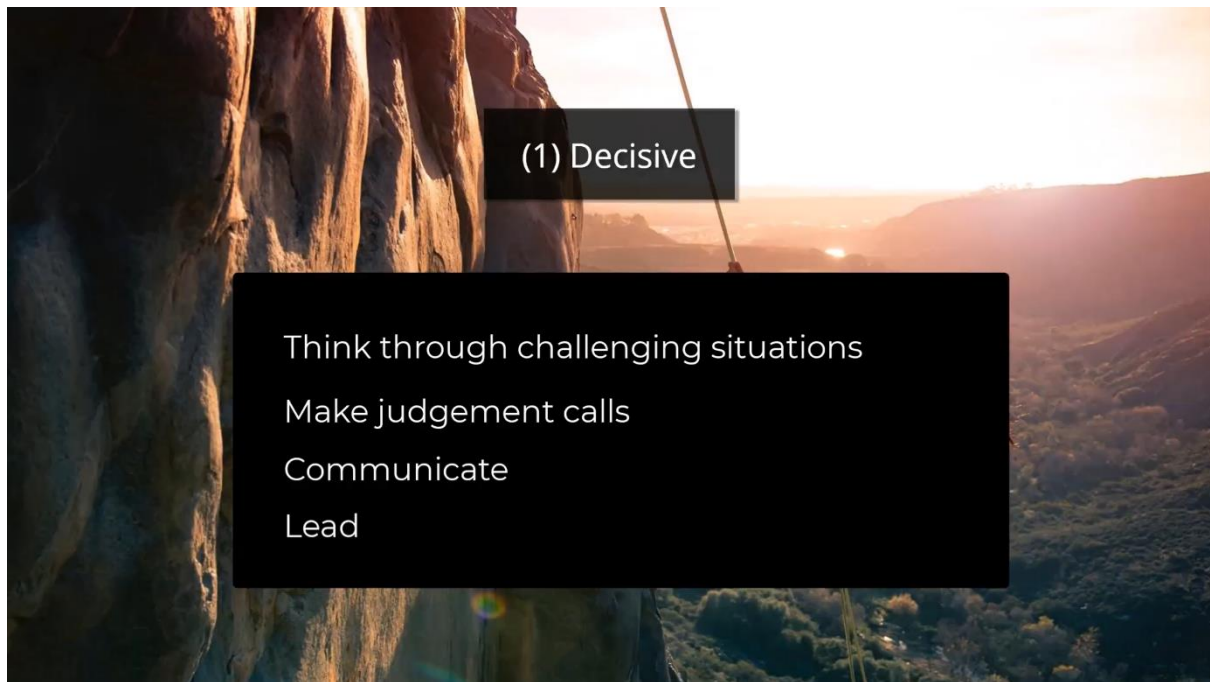 (1) Decisive
Think through challenging situations
Make judgement calls
Communicate
Lead